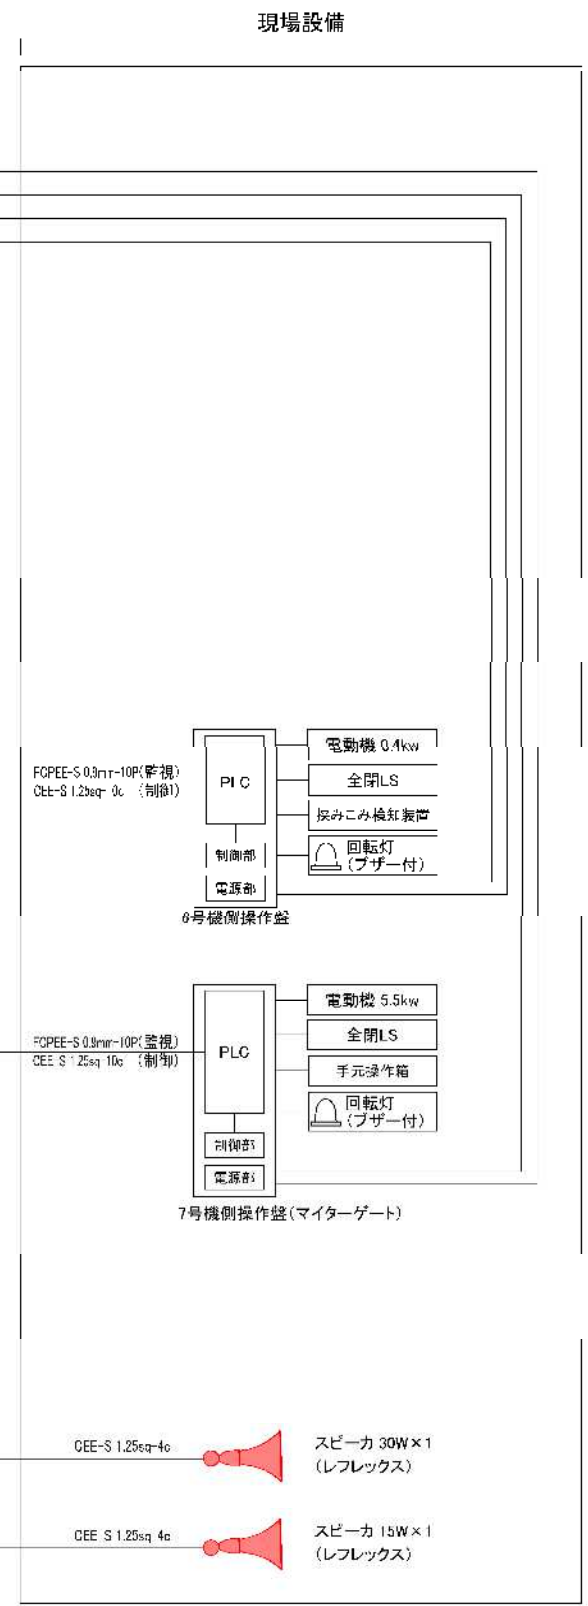 現場設備
電動機 0.4kw
FCPEE-S 0.9mm-10P(監視)
CEE-S 1.25sq-10c （制御）
PLC
全閉LS
挟みこみ検知装置
制御部
回転灯
（ブザー付）
電源部
6号機側操作盤
電動機 5.5kw
FCPEE-S 0.9mm-10P(監視)
CEE-S 1.25sq-10c （制御）
PLC
全閉LS
手元操作箱
回転灯
（ブザー付）
制御部
電源部
7号機側操作盤（マイターゲート）
CEE-S 1.25sq-4c
スピーカ 30W×1
（レフレックス）
CEE-S 1.25sq-4c
スピーカ 15W×1
（レフレックス）